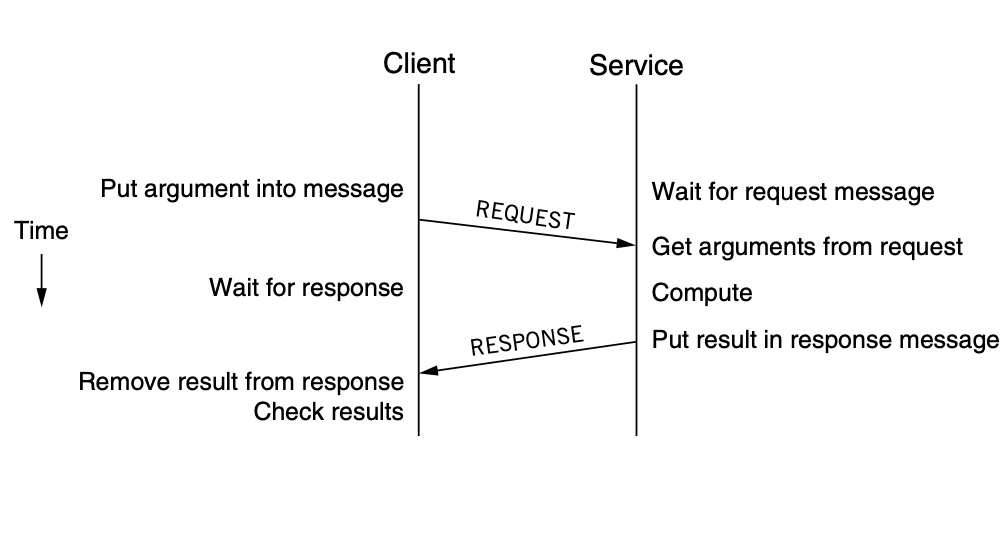 Client
Service
Put argument into message
Wait for request message
REQUEST
Time
Get arguments from request
Wait for response
Compute
RESPONSE
Put result in response message
Remove result from response
Check results